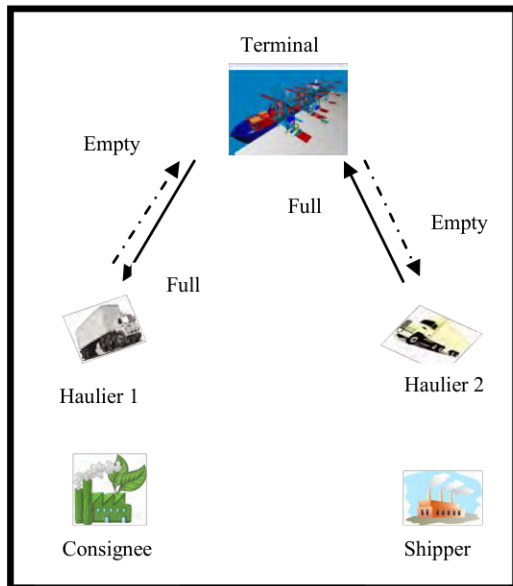 Terminal
Empty
Full
Empty
Full
Haulier 1
Haulier 2
Consignee
Shipper